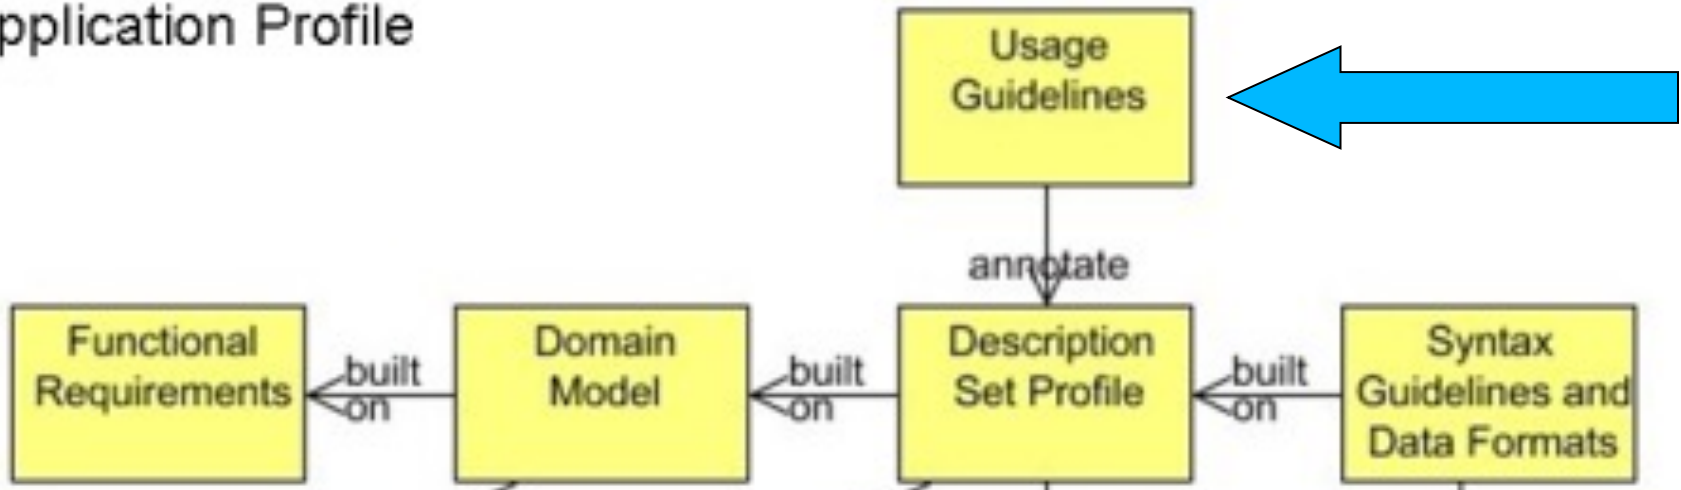 pplication Profile
Usage
Guidelines
annotate
Functional
Requirements
built
on
Domain
Model
built
on
Description
Set Profile
built
on
Syntax
Guidelines and
Data Formats